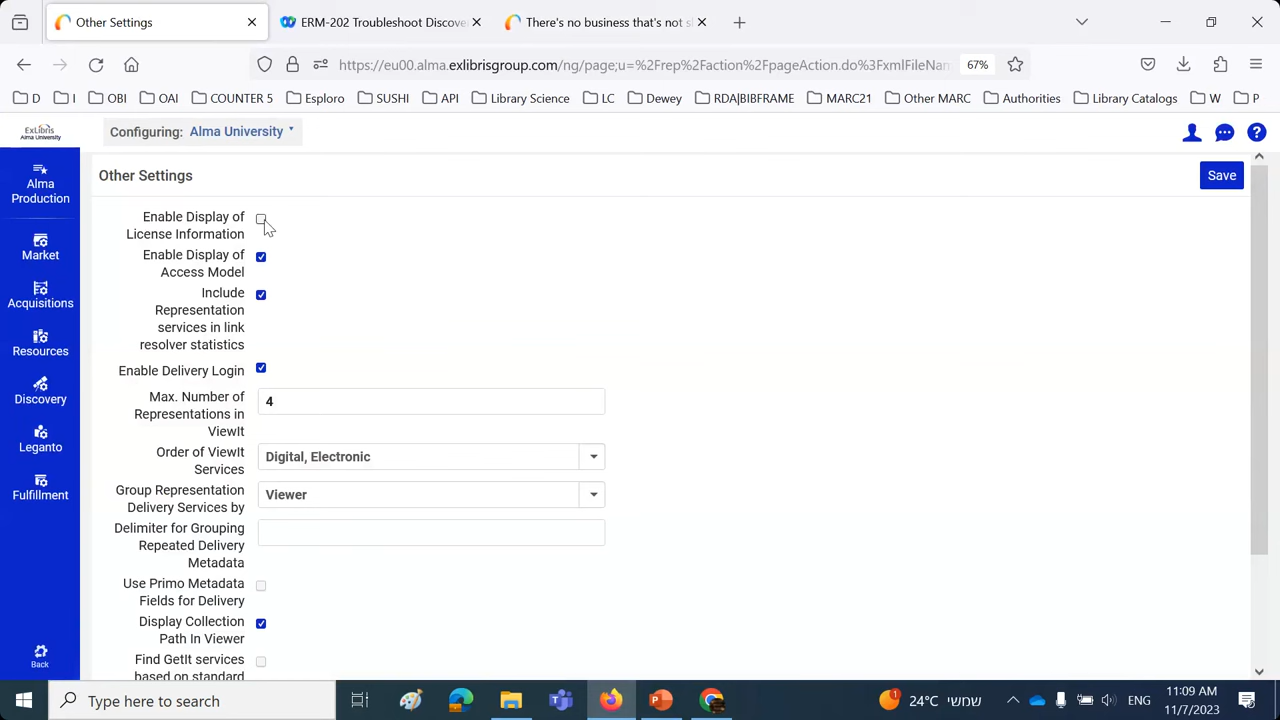 Other Settings
ERM-202 Troubleshoot Discove
There's no business that's not s
https://eu00.alma.exlibrisgroup.com/ng/page;u=%2Frep%2Faction%2FpageAction.do%3FxmlFileNam
67%
D
I
OBI
OAI
COUNTER 5
Esploro
SUSHI
API
Library Science
LC
Dewey
RDA|BIBFRAME
MARC21
Other MARC
Authorities
Library Catalogs
W
P
ExLibris
Alma University
Configuring: Alma University
Alma
Production
Market
Acquisitions
Resources
Discovery
Leganto
Fulfillment
Back
Other Settings
Save
Enable Display of
License Information
Enable Display of
Access Model
Include
Representation
services in link
resolver statistics
Enable Delivery Login
Max. Number of
Representations in
ViewIt
4
Order of ViewIt
Services
Digital, Electronic
Group Representation
Delivery Services by
Viewer
Delimiter for Grouping
Repeated Delivery
Metadata
Use Primo Metadata
Fields for Delivery
Display Collection
Path In Viewer
Find GetIt services
based on standard
Type here to search
1
24°C שמשי
ENG
11:09 AM
11/7/2023